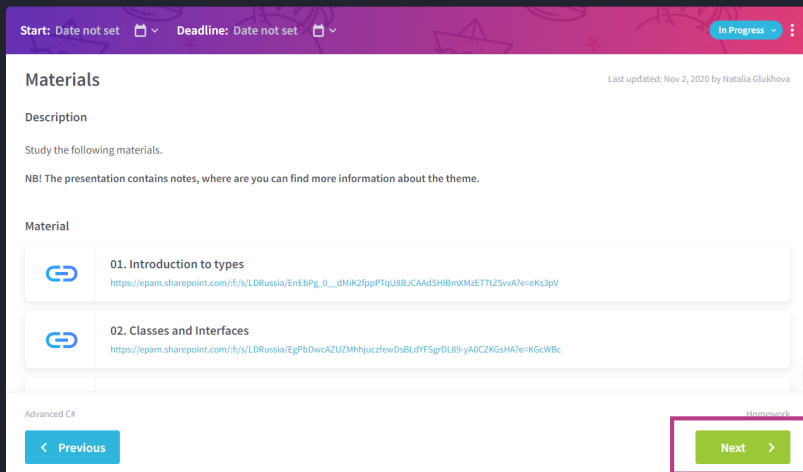 Start: Date not set Deadline: Date not set In Progress
Materials Last updated: Nov 2, 2020 by Natalia Glukhova
Description
Study the following materials.
NB! The presentation contains notes, where are you can find more information about the theme.
Material
01. Introduction to types
https://epam.sharepoint.com/:f:/s/LDRussia/EnEbPg_0__dMiK2fppPTqU8BJCAAdSHIBmXMzET7tZ5vvA?e=eKs3pV
02. Classes and Interfaces
https://epam.sharepoint.com/:f:/s/LDRussia/EgPbDwcAZUZMhhjuczfewDsBLdYFSgrDL89-yA0CZKGsHA?e=KGcWBc
Advanced C# Homework
Previous Next